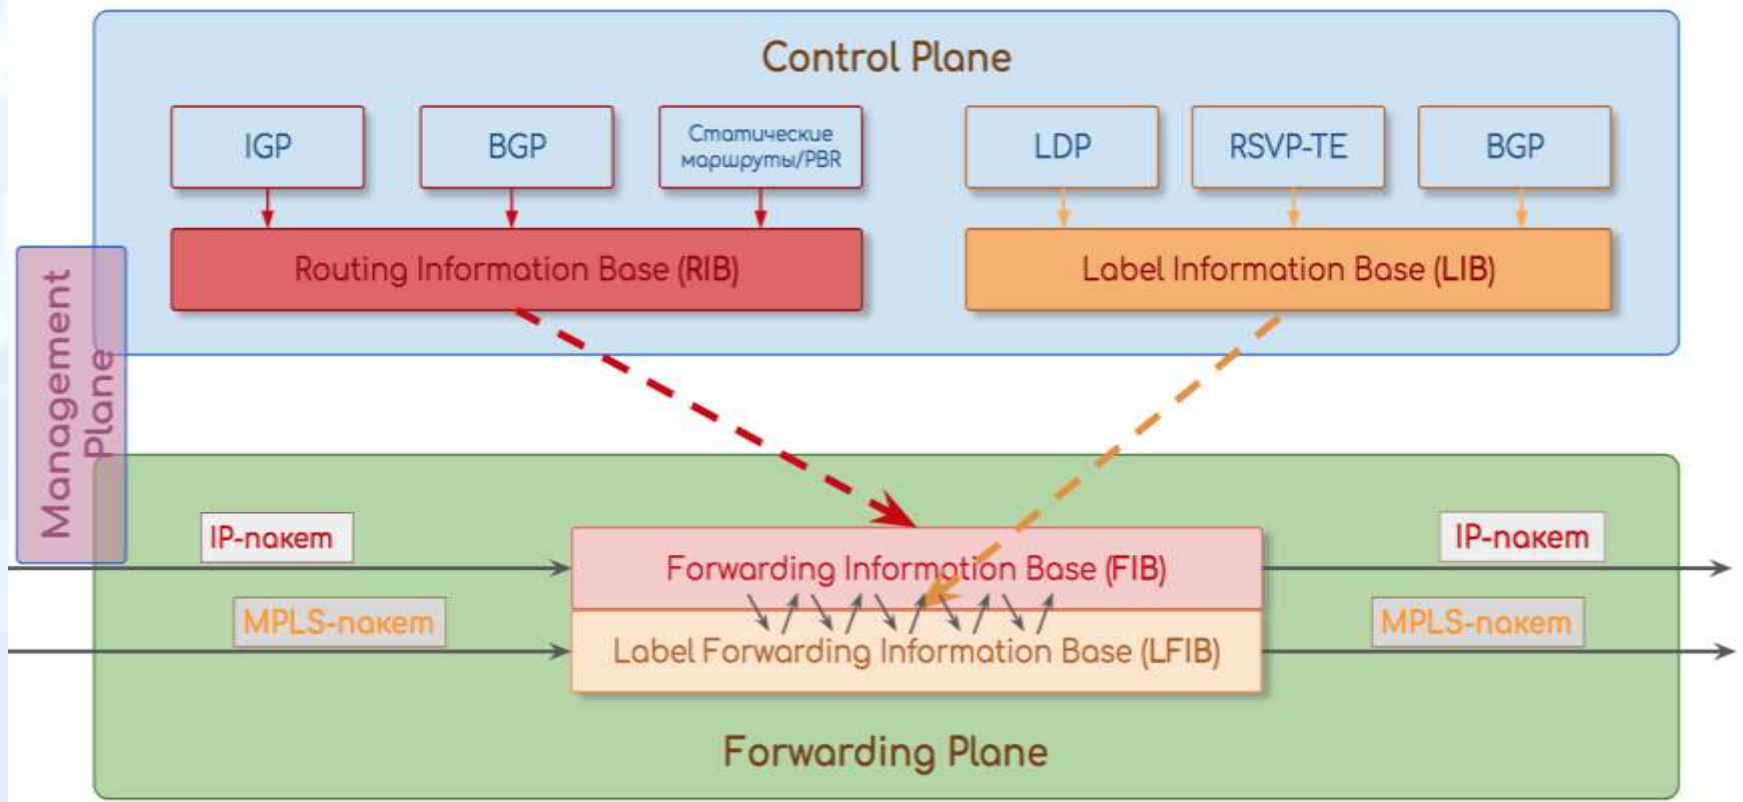 Control Plane
IGP
BGP
Статические
маршруты/PBR
LDP
RSVP-TE
BGP
Routing Information Base (RIB)
Label Information Base (LIB)
Management
Plane
IP-пакет
IP-пакет
Forwarding Information Base (FIB)
MPLS-пакет
MPLS-пакет
Label Forwarding Information Base (LFIB)
Forwarding Plane